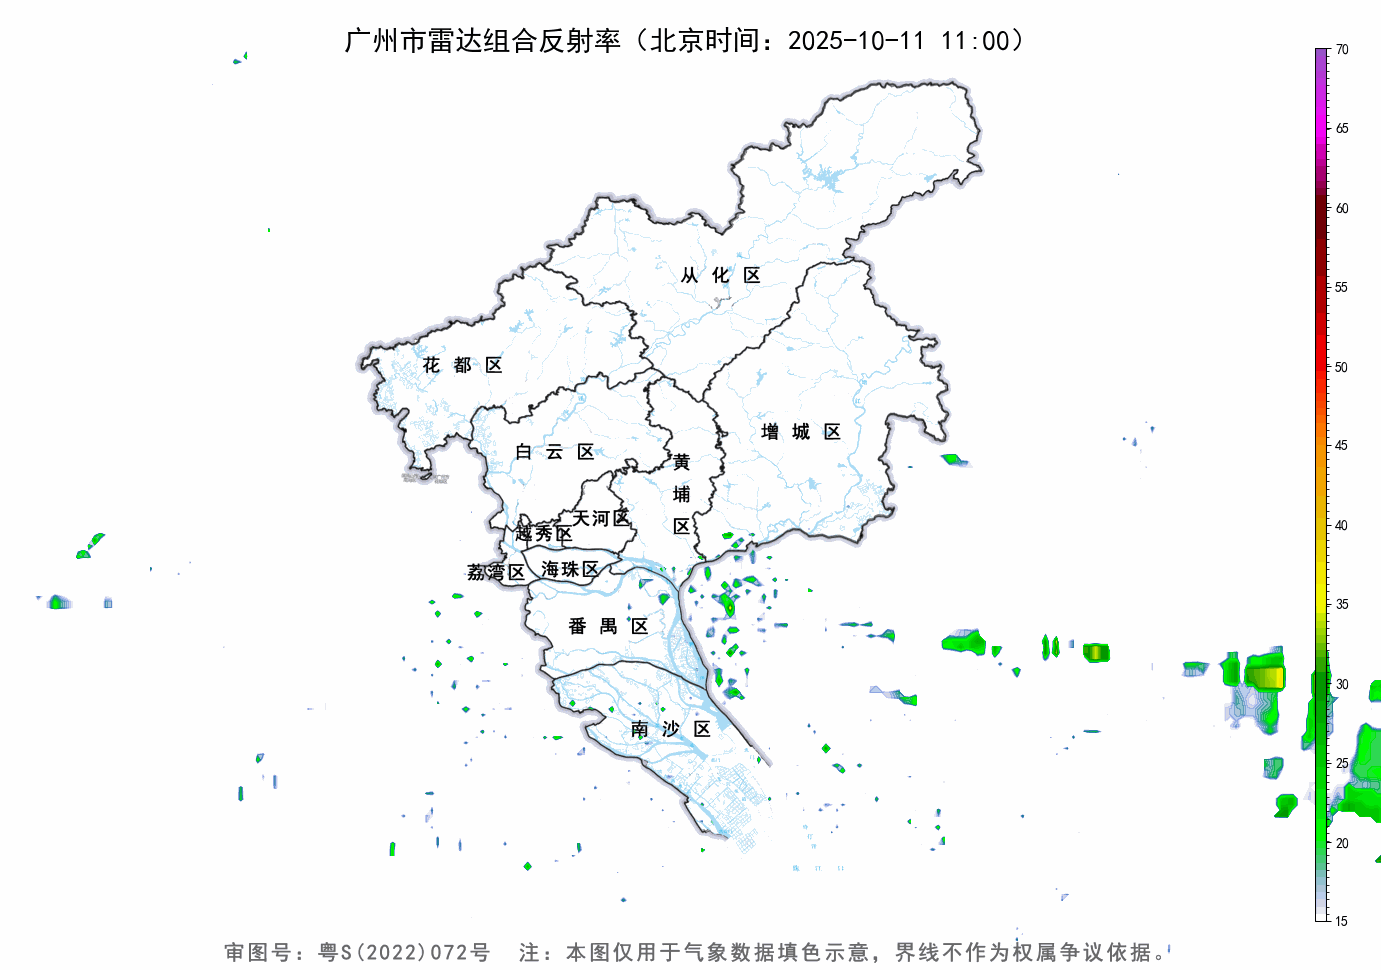 广州市雷达组合反射率（北京时间：2025-10-11 11:00）
70
65
60
55
50
45
40
35
30
25
20
15
从化区
花都区
增城区
白云区
黄埔区
天河区
越秀区
荔湾区
海珠区
番禺区
南沙区
审图号：粤S(2022)072号 注：本图仅用于气象数据填色示意，界线不作为权属争议依据。